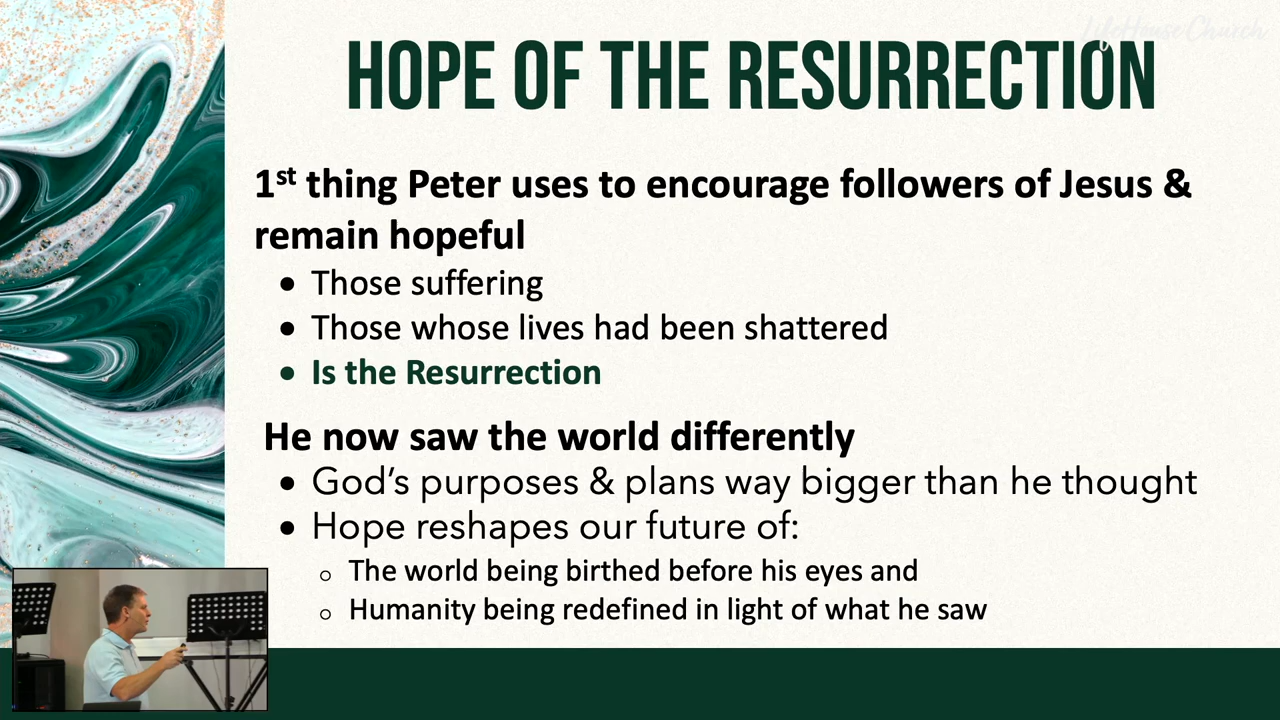 LifeHouse Church
HOPE OF THE RESURRECTION
1st thing Peter uses to encourage followers of Jesus &
remain hopeful
• Those suffering
• Those whose lives had been shattered
• Is the Resurrection
He now saw the world differently
• God's purposes & plans way bigger than he thought
• Hope reshapes our future of:
o The world being birthed before his eyes and
o Humanity being redefined in light of what he saw